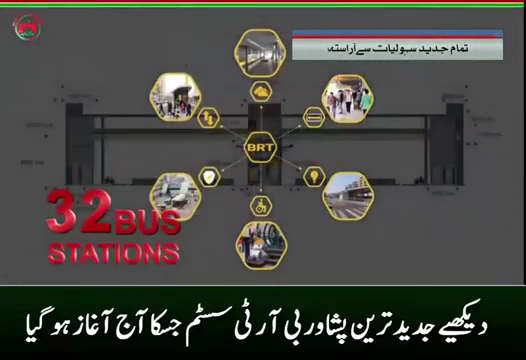 تمام جدید سہولیات سے آراستہ
BRT
32 BUS
STATIONS
دیکھیے جدید ترین پشاور بی آر ٹی سسٹم جسکا آج آغاز ہو گیا